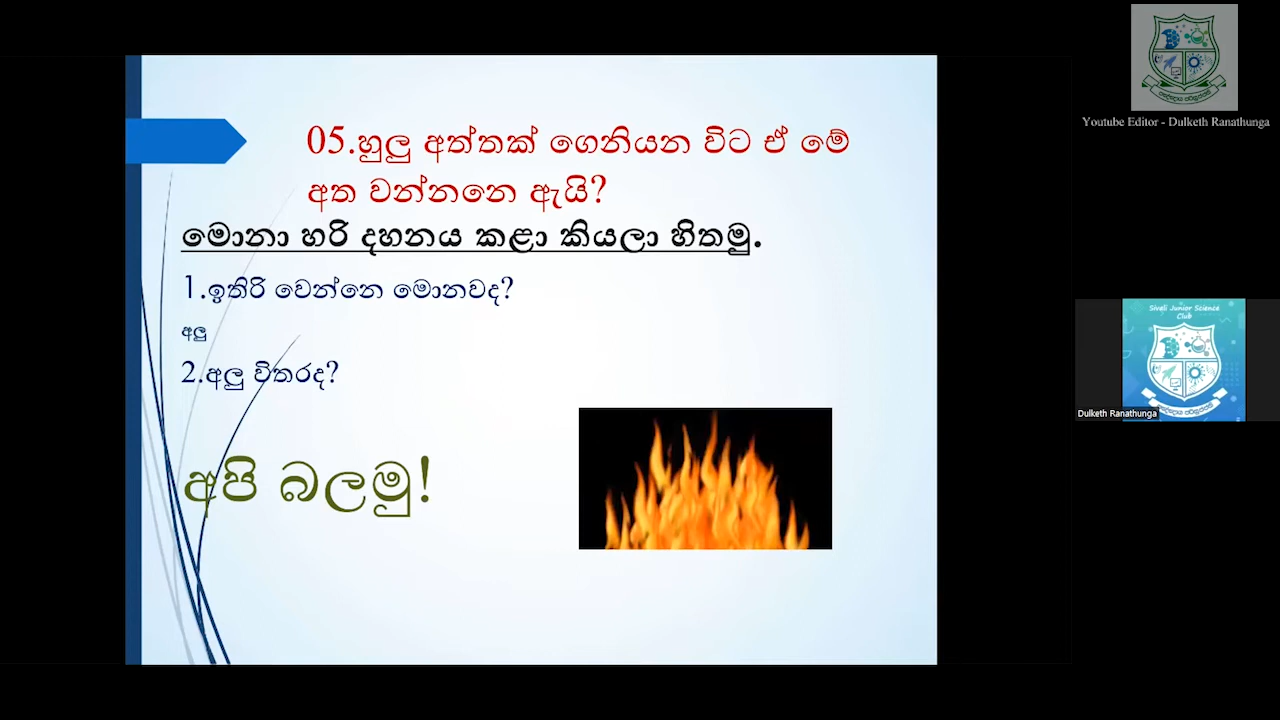 05.හුලු අත්තක් ගෙනියන විට ඒ මේ
අත වන්නනෙ ඇයි?
මොනා හරි දහනය කළා කියලා හිතමු.
1.ඉතිරි වෙන්නෙ මොනවද?
අලු
2.අලු විතරද?
අපි බලමු!
Youtube Editor - Dulketh Ranathunga
Siveli Junior Science
Club
Dulketh Ranathunga